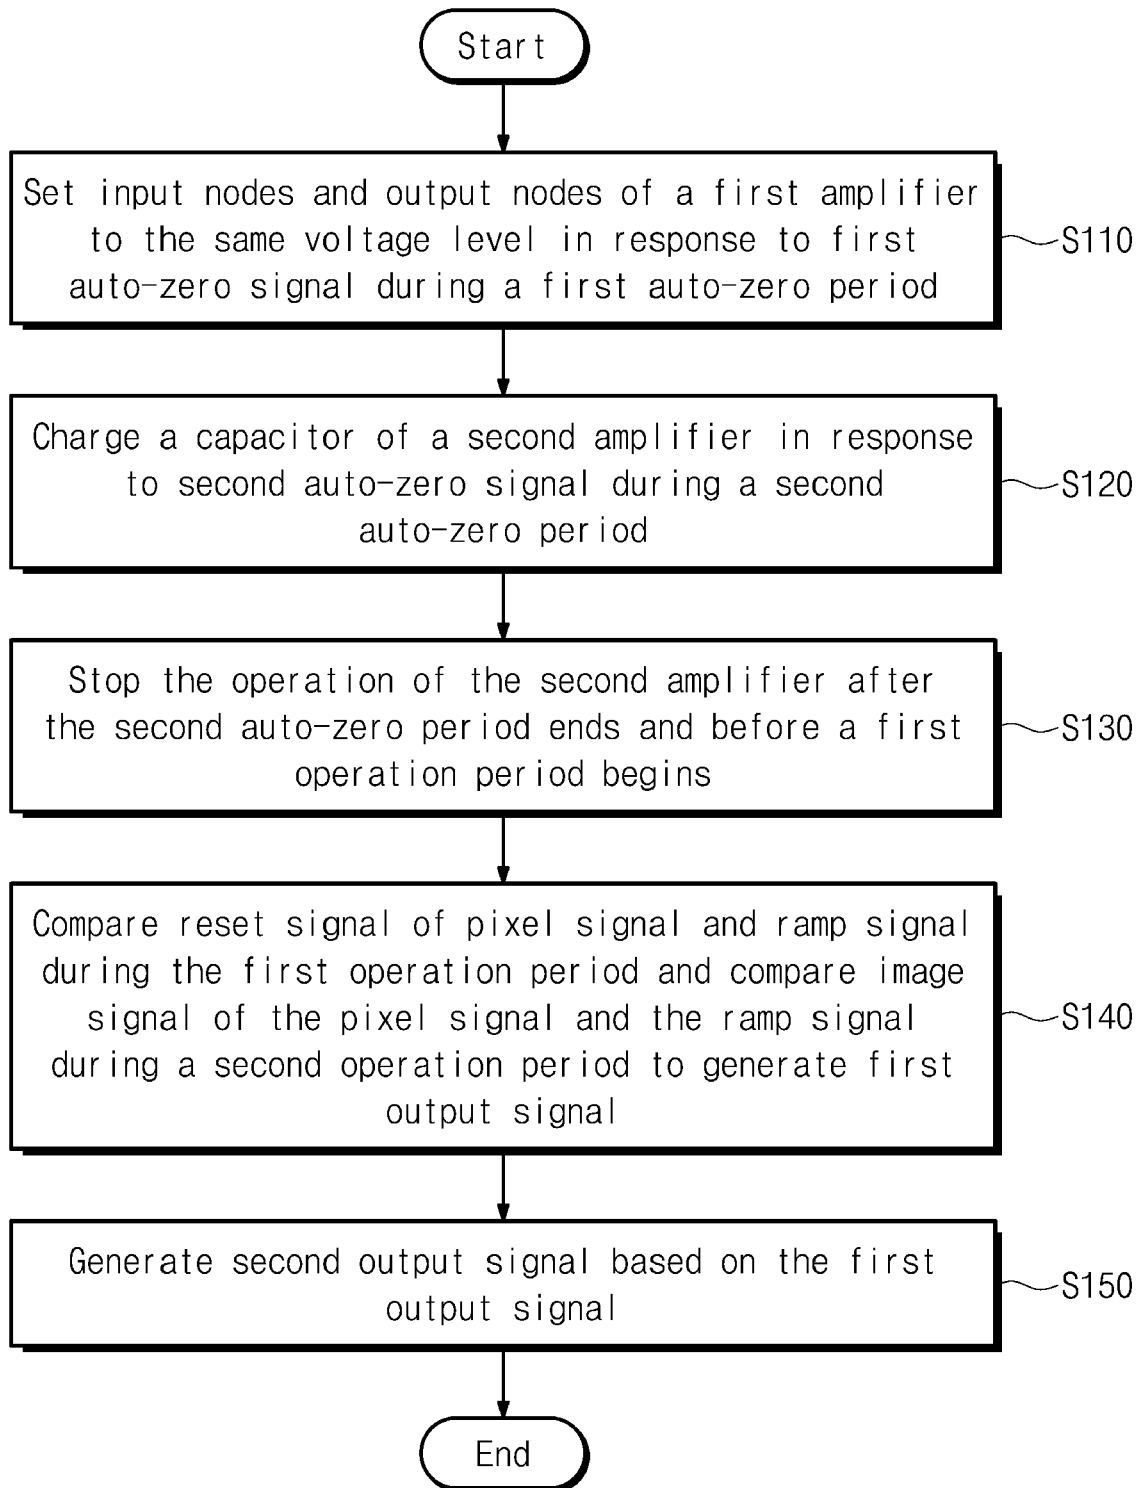 Start
Set input nodes and output nodes of a first amplifier
to the same voltage level in response to first
auto-zero signal during a first auto-zero period
S110
Charge a capacitor of a second amplifier in response
to second auto-zero signal during a second
auto-zero period
S120
Stop the operation of the second amplifier after
the second auto-zero period ends and before a first
operation period begins
S130
Compare reset signal of pixel signal and ramp signal
during the first operation period and compare image
signal of the pixel signal and the ramp signal
during a second operation period to generate first
output signal
S140
Generate second output signal based on the first
output signal
S150
End